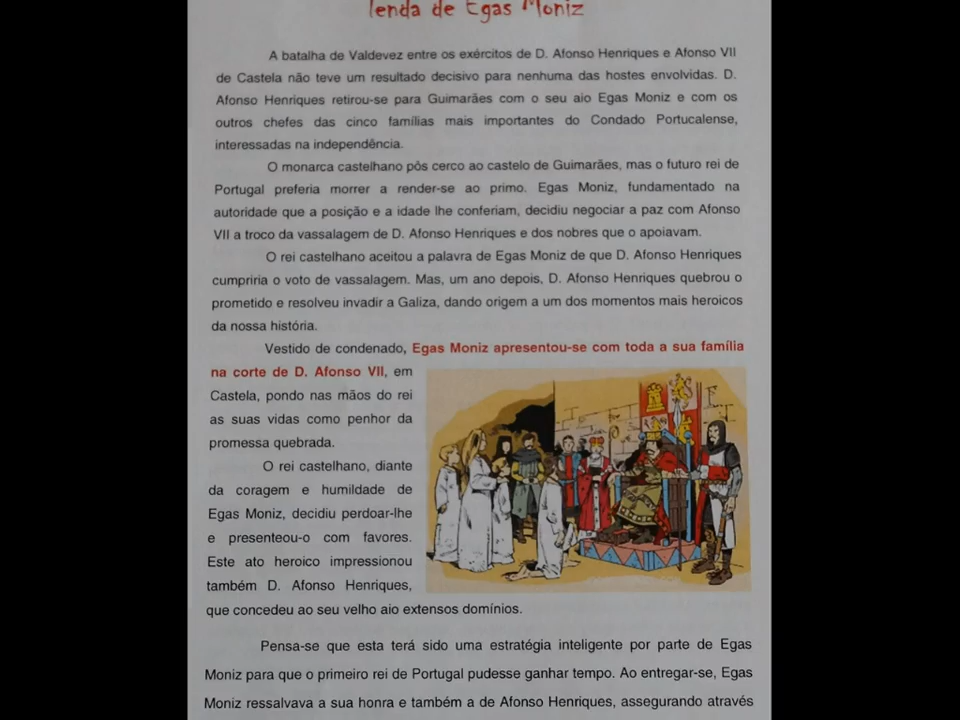 lenda de Egas Moniz
A batalha de Valdevez entre os exércitos de D. Afonso Henriques e Afonso VII
de Castela não teve um resultado decisivo para nenhuma das hostes envolvidas. D.
Afonso Henriques retirou-se para Guimarães com o seu aio Egas Moniz e com os
outros chefes das cinco famílias mais importantes do Condado Portucalense,
interessadas na independência.
O monarca castelhano pôs cerco ao castelo de Guimarães, mas o futuro rei de
Portugal preferia morrer a render-se ao primo. Egas Moniz, fundamentado na
autoridade que a posição e a idade lhe conferiam, decidiu negociar a paz com Afonso
VII a troco da vassalagem de D. Afonso Henriques e dos nobres que o apoiavam.
O rei castelhano aceitou a palavra de Egas Moniz de que D. Afonso Henriques
cumpriria o voto de vassalagem. Mas, um ano depois, D. Afonso Henriques quebrou o
prometido e resolveu invadir a Galiza, dando origem a um dos momentos mais heroicos
da nossa história.
Vestido de condenado, Egas Moniz apresentou-se com toda a sua família
na corte de D. Afonso VII, em
Castela, pondo nas mãos do rei
as suas vidas como penhor da
promessa quebrada.
O rei castelhano, diante
da coragem e humildade de
Egas Moniz, decidiu perdoar-lhe
e presenteou-o com favores.
Este ato heroico impressionou
também D. Afonso Henriques,
que concedeu ao seu velho aio extensos domínios.
Pensa-se que esta terá sido uma estratégia inteligente por parte de Egas
Moniz para que o primeiro rei de Portugal pudesse ganhar tempo. Ao entregar-se, Egas
Moniz ressalvava a sua honra e também a de Afonso Henriques, assegurando através